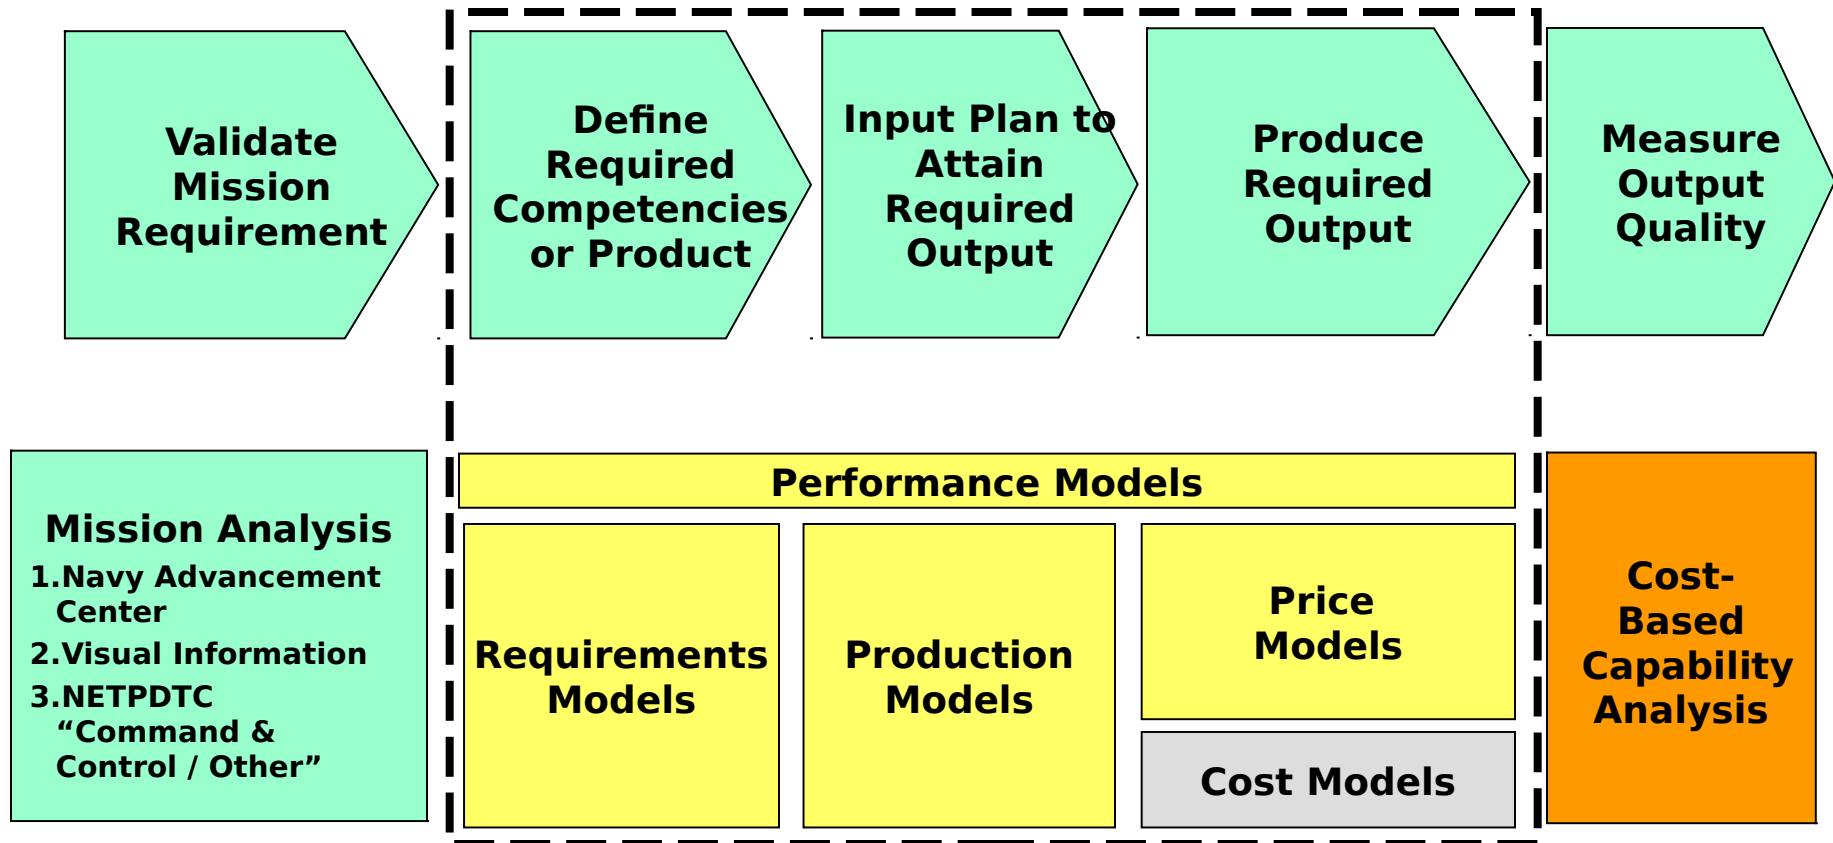 Validate
Mission
Requirement
Define
Required
Competencies
or Product
Input Plan to
Attain
Required
Output
Produce
Required
Output
Measure
Output
Quality
Mission Analysis
1.Navy Advancement
Center
2.Visual Information
3.NETPDTC
“Command &
Control / Other”
Performance Models
Requirements
Models
Production
Models
Price
Models
Cost Models
Cost-
Based
Capability
Analysis